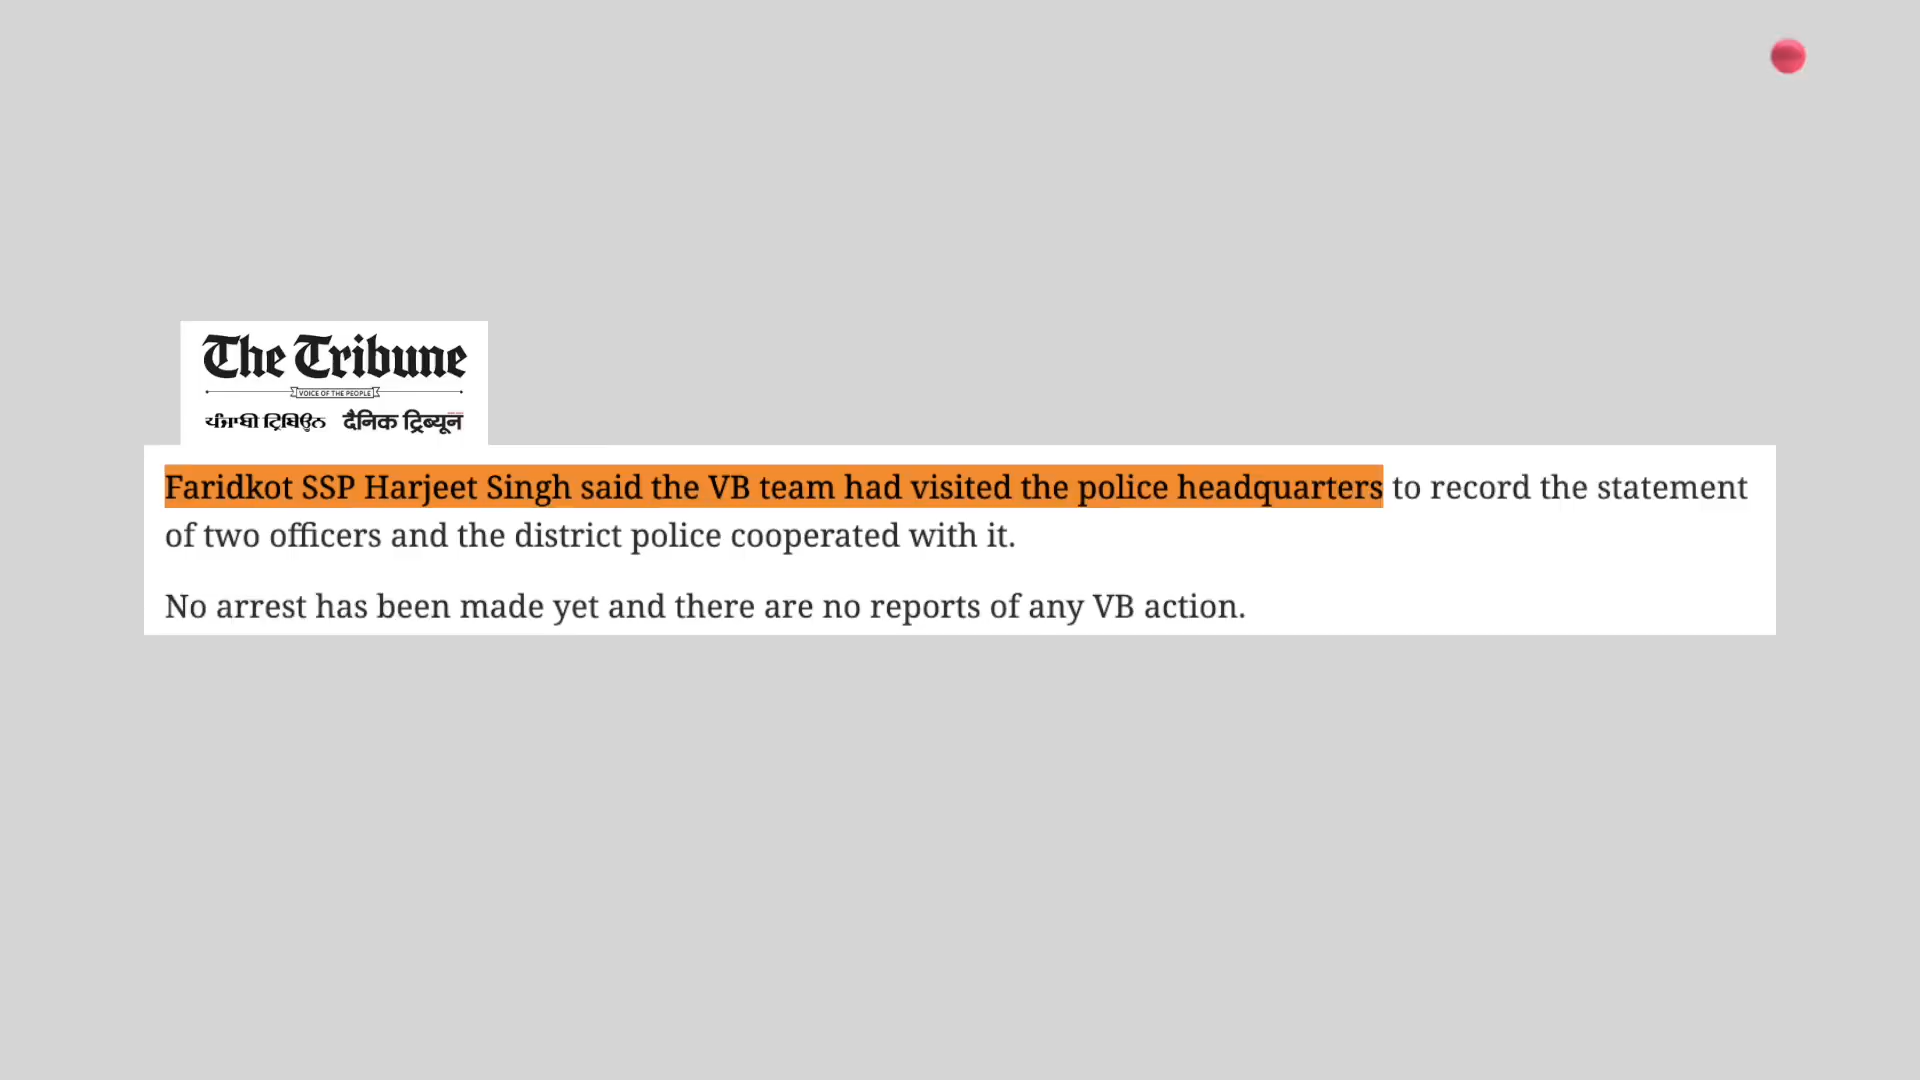 The Tribune
VOICE OF THE PEOPLE
ਪੰਜਾਬੀ ਟ੍ਰਿਬਿਊਨ दैनिक ट्रिब्यून
Faridkot SSP Harjeet Singh said the VB team had visited the police headquarters to record the statement
of two officers and the district police cooperated with it.
No arrest has been made yet and there are no reports of any VB action.